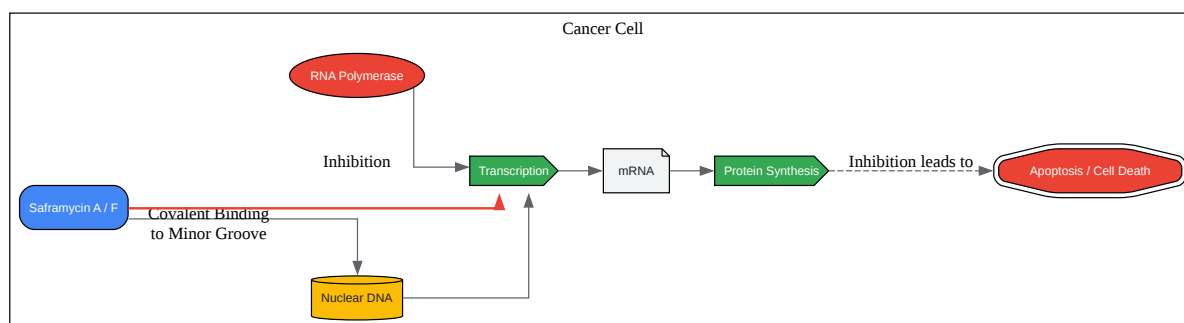 Cancer Cell
RNA Polymerase
Inhibition
Transcription
mRNA
Protein Synthesis
Inhibition leads to
Apoptosis / Cell Death
Saframycin A / F
Covalent Binding
to Minor Groove
Nuclear DNA